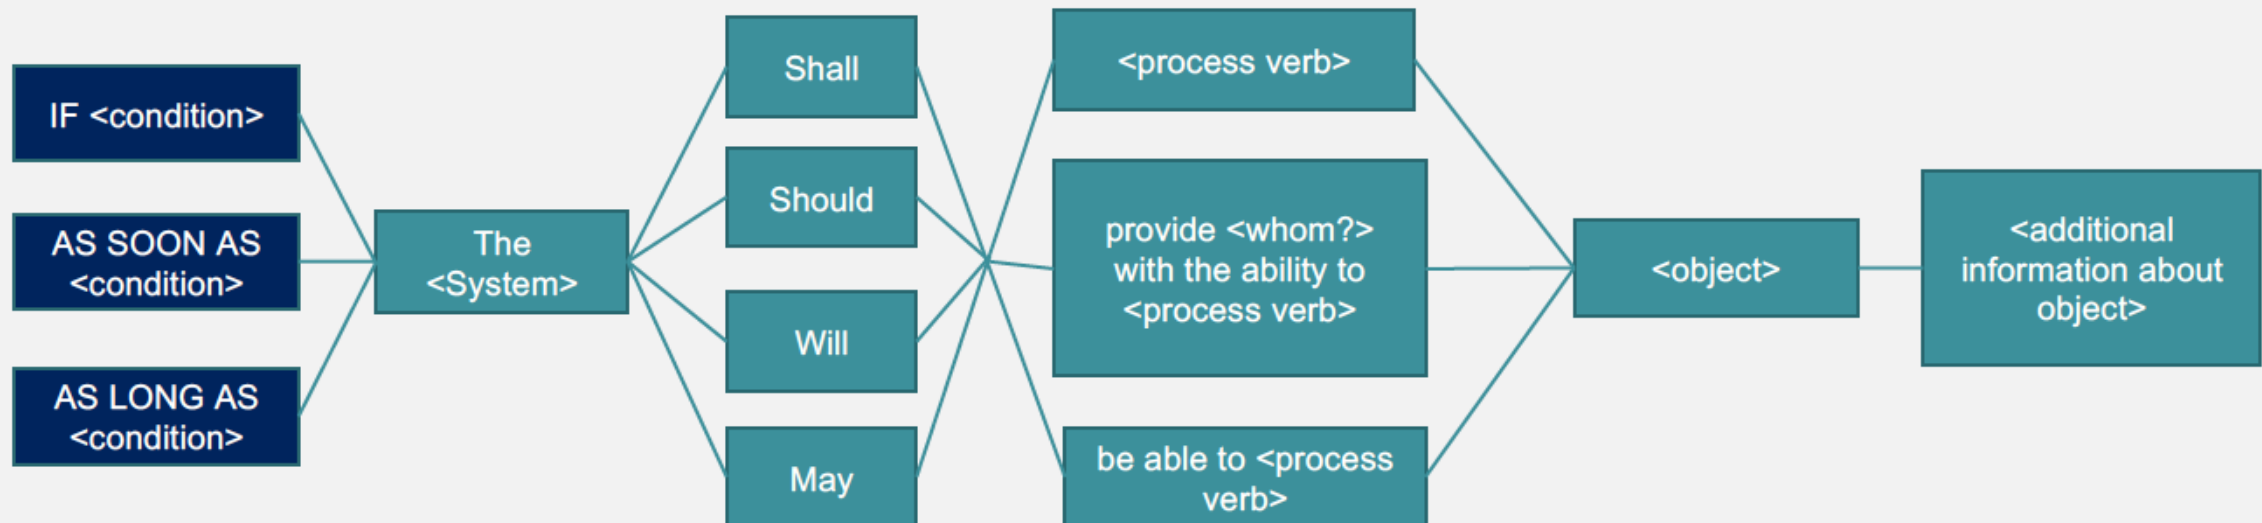 IF <condition>
AS SOON AS
<condition>
AS LONG AS
<condition>
The
<System>
Shall
Should
Will
May
<process verb>
provide <whom?>
with the ability to
<process verb>
be able to <process
verb>
<object>
<additional
information about
object>